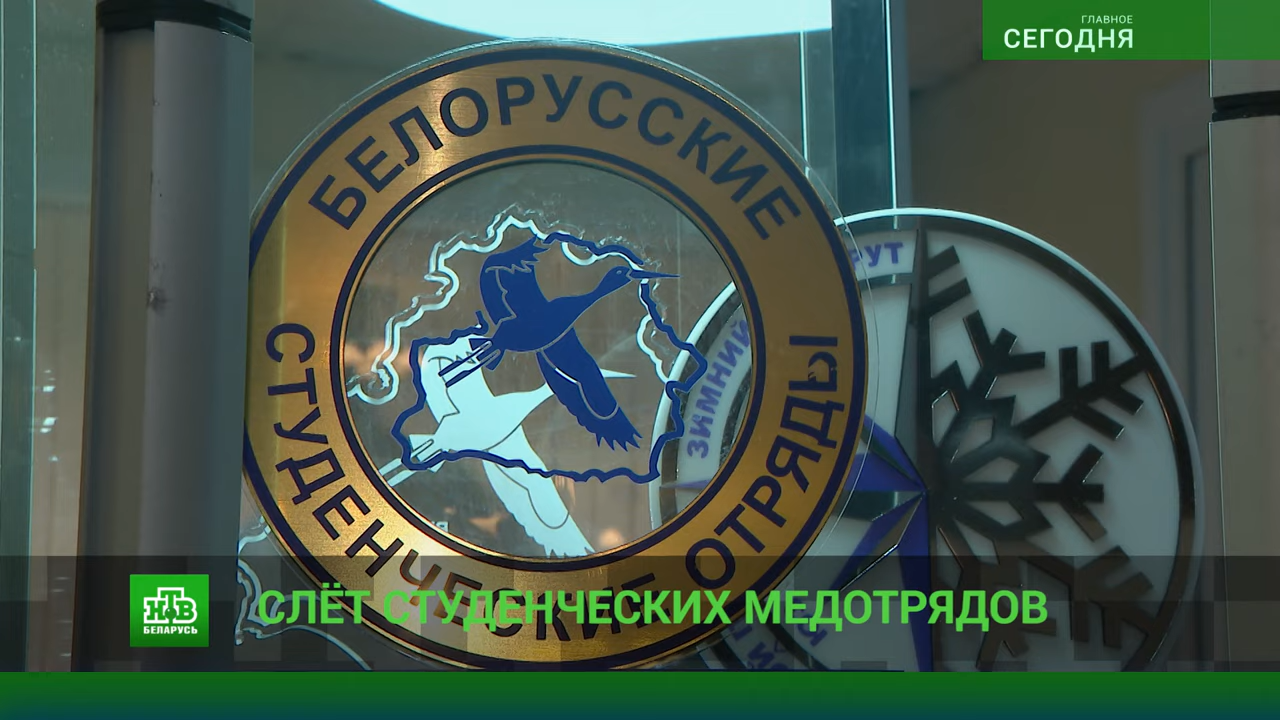 ГЛАВНОЕ
СЕГОДНЯ
БЕЛОРУССКИЕ
СТУДЕНЧЕСКИЕ ОТРЯДЫ
ЗИМНИЙ
НТВ
БЕЛАРУСЬ
СЛЁТ СТУДЕНЧЕСКИХ МЕДОТРЯДОВ